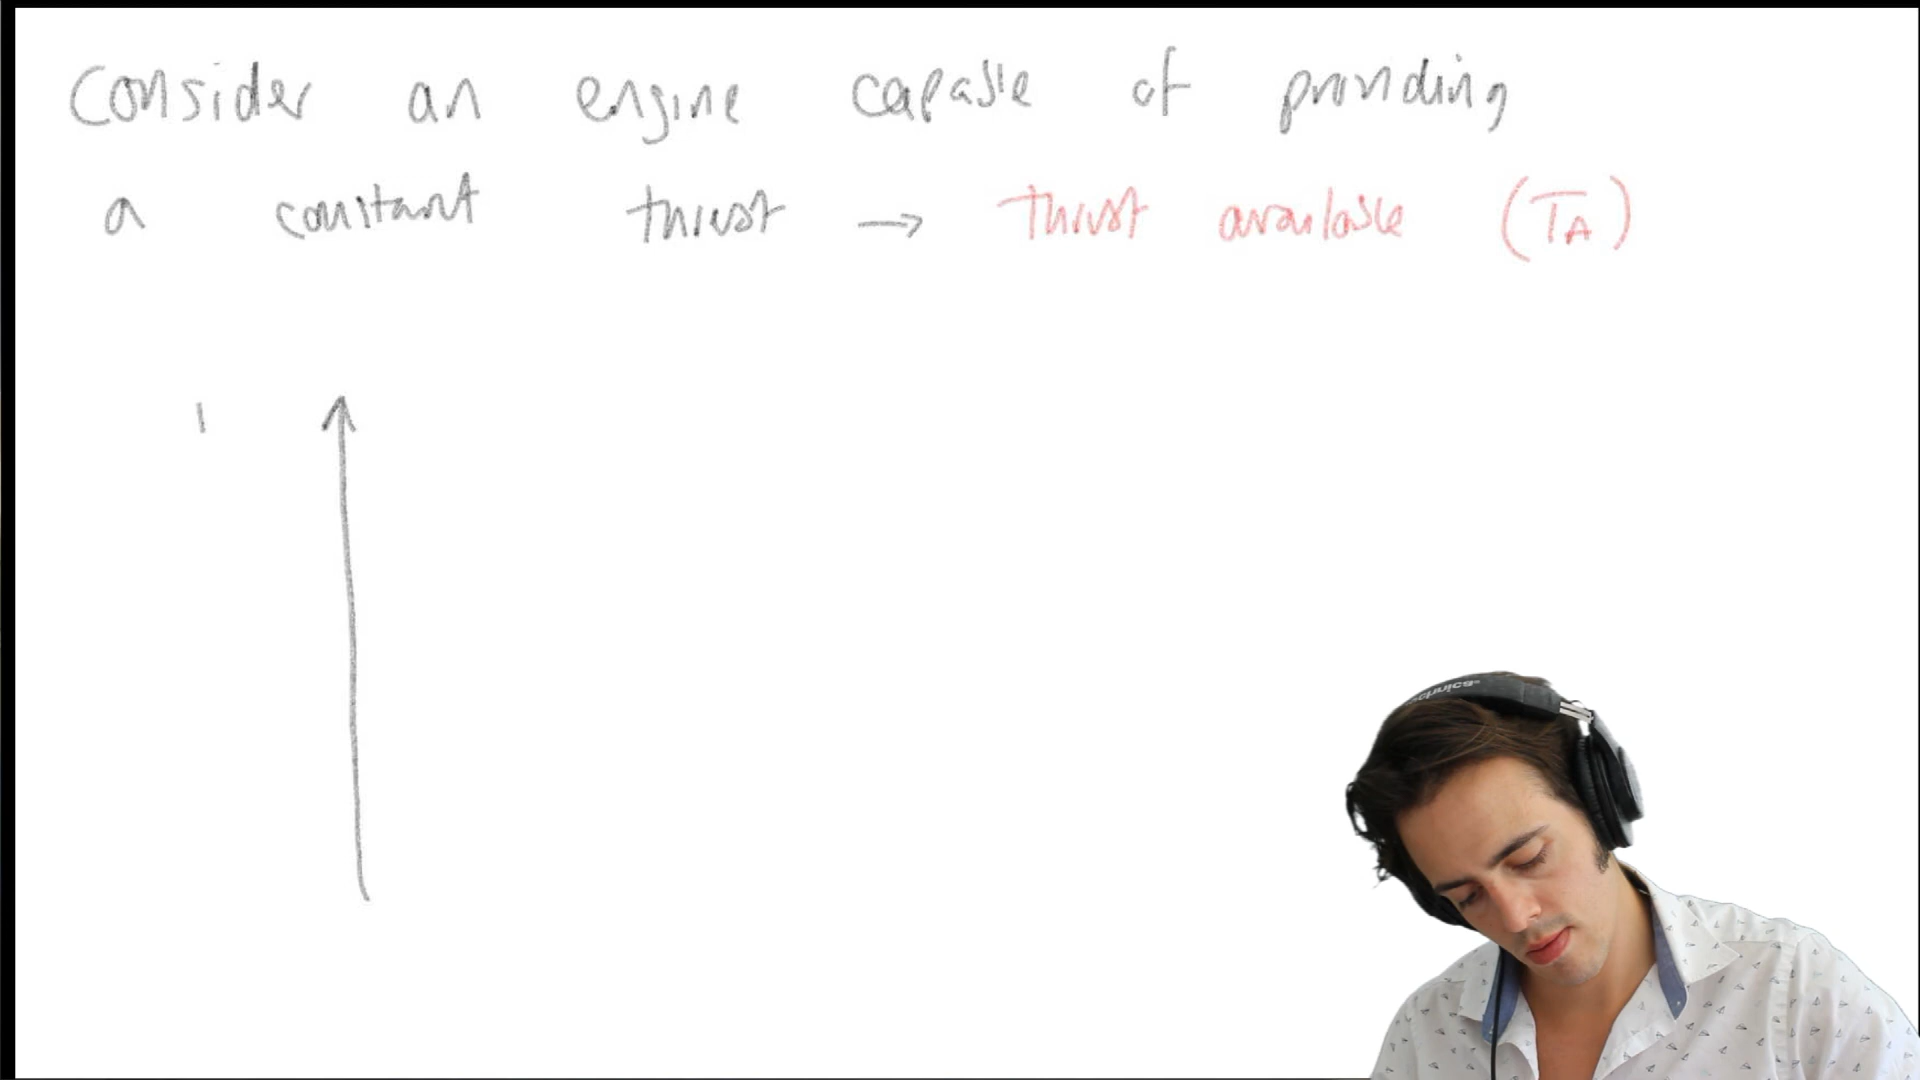 Consider an engine capable of providing
a constant thrust → Thrust available (TA)